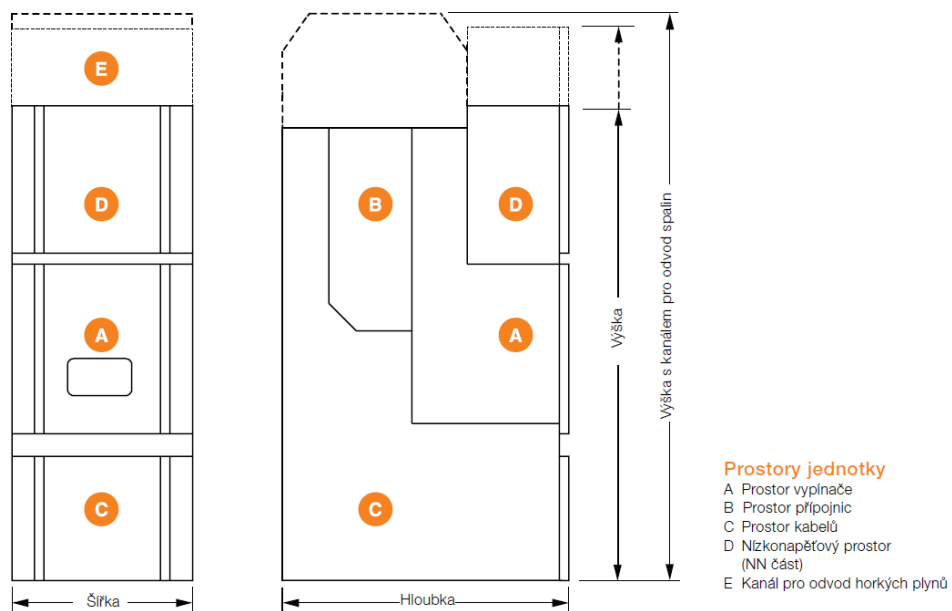 E
D
B
D
A
A
C
C
Šířka
Hloubka
Výška
Výška s kanálem pro odvod spalin
Prostory jednotky
A Prostor vypínače
B Prostor přípojnic
C Prostor kabelů
D Nízkonapěťový prostor
(NN část)
E Kanál pro odvod horkých plynů